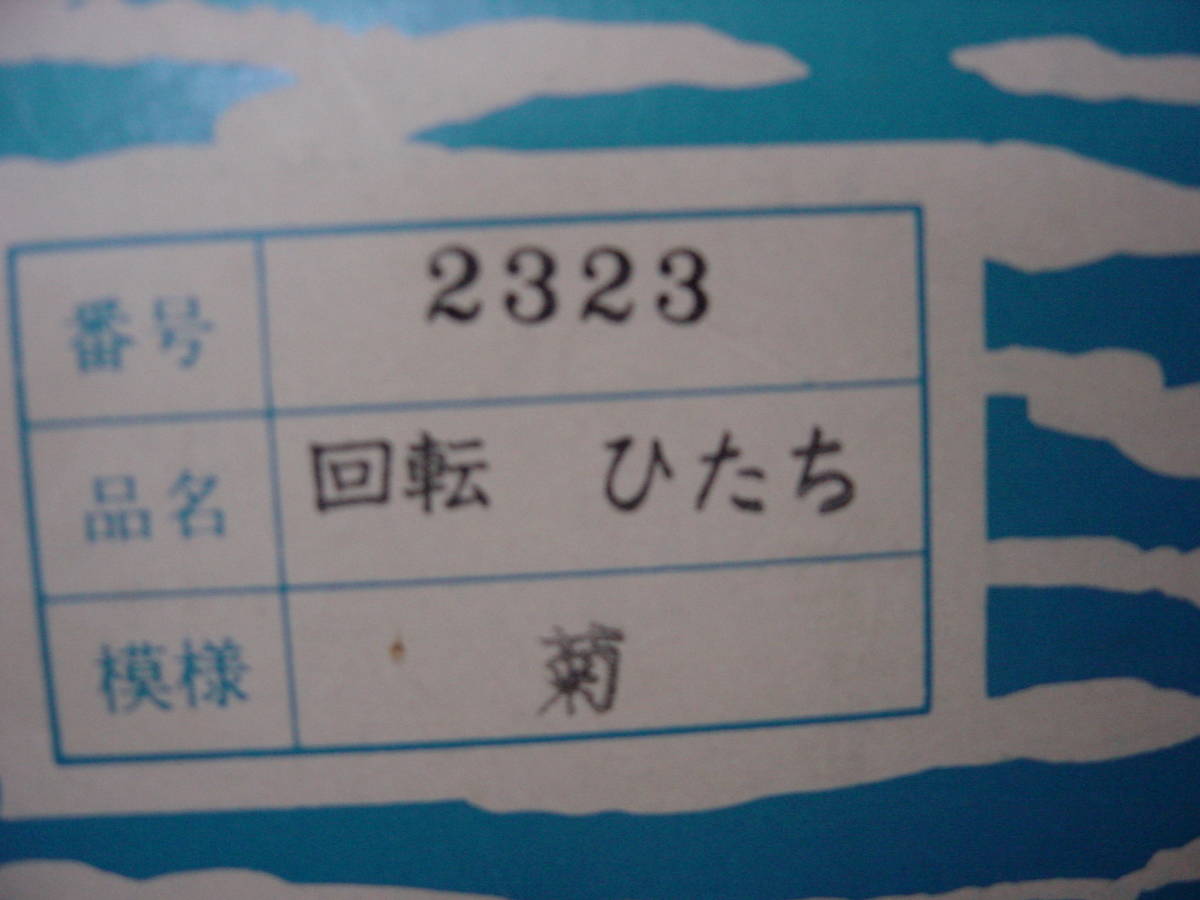 番号 2323
品名 回転 ひたち
模様 菊